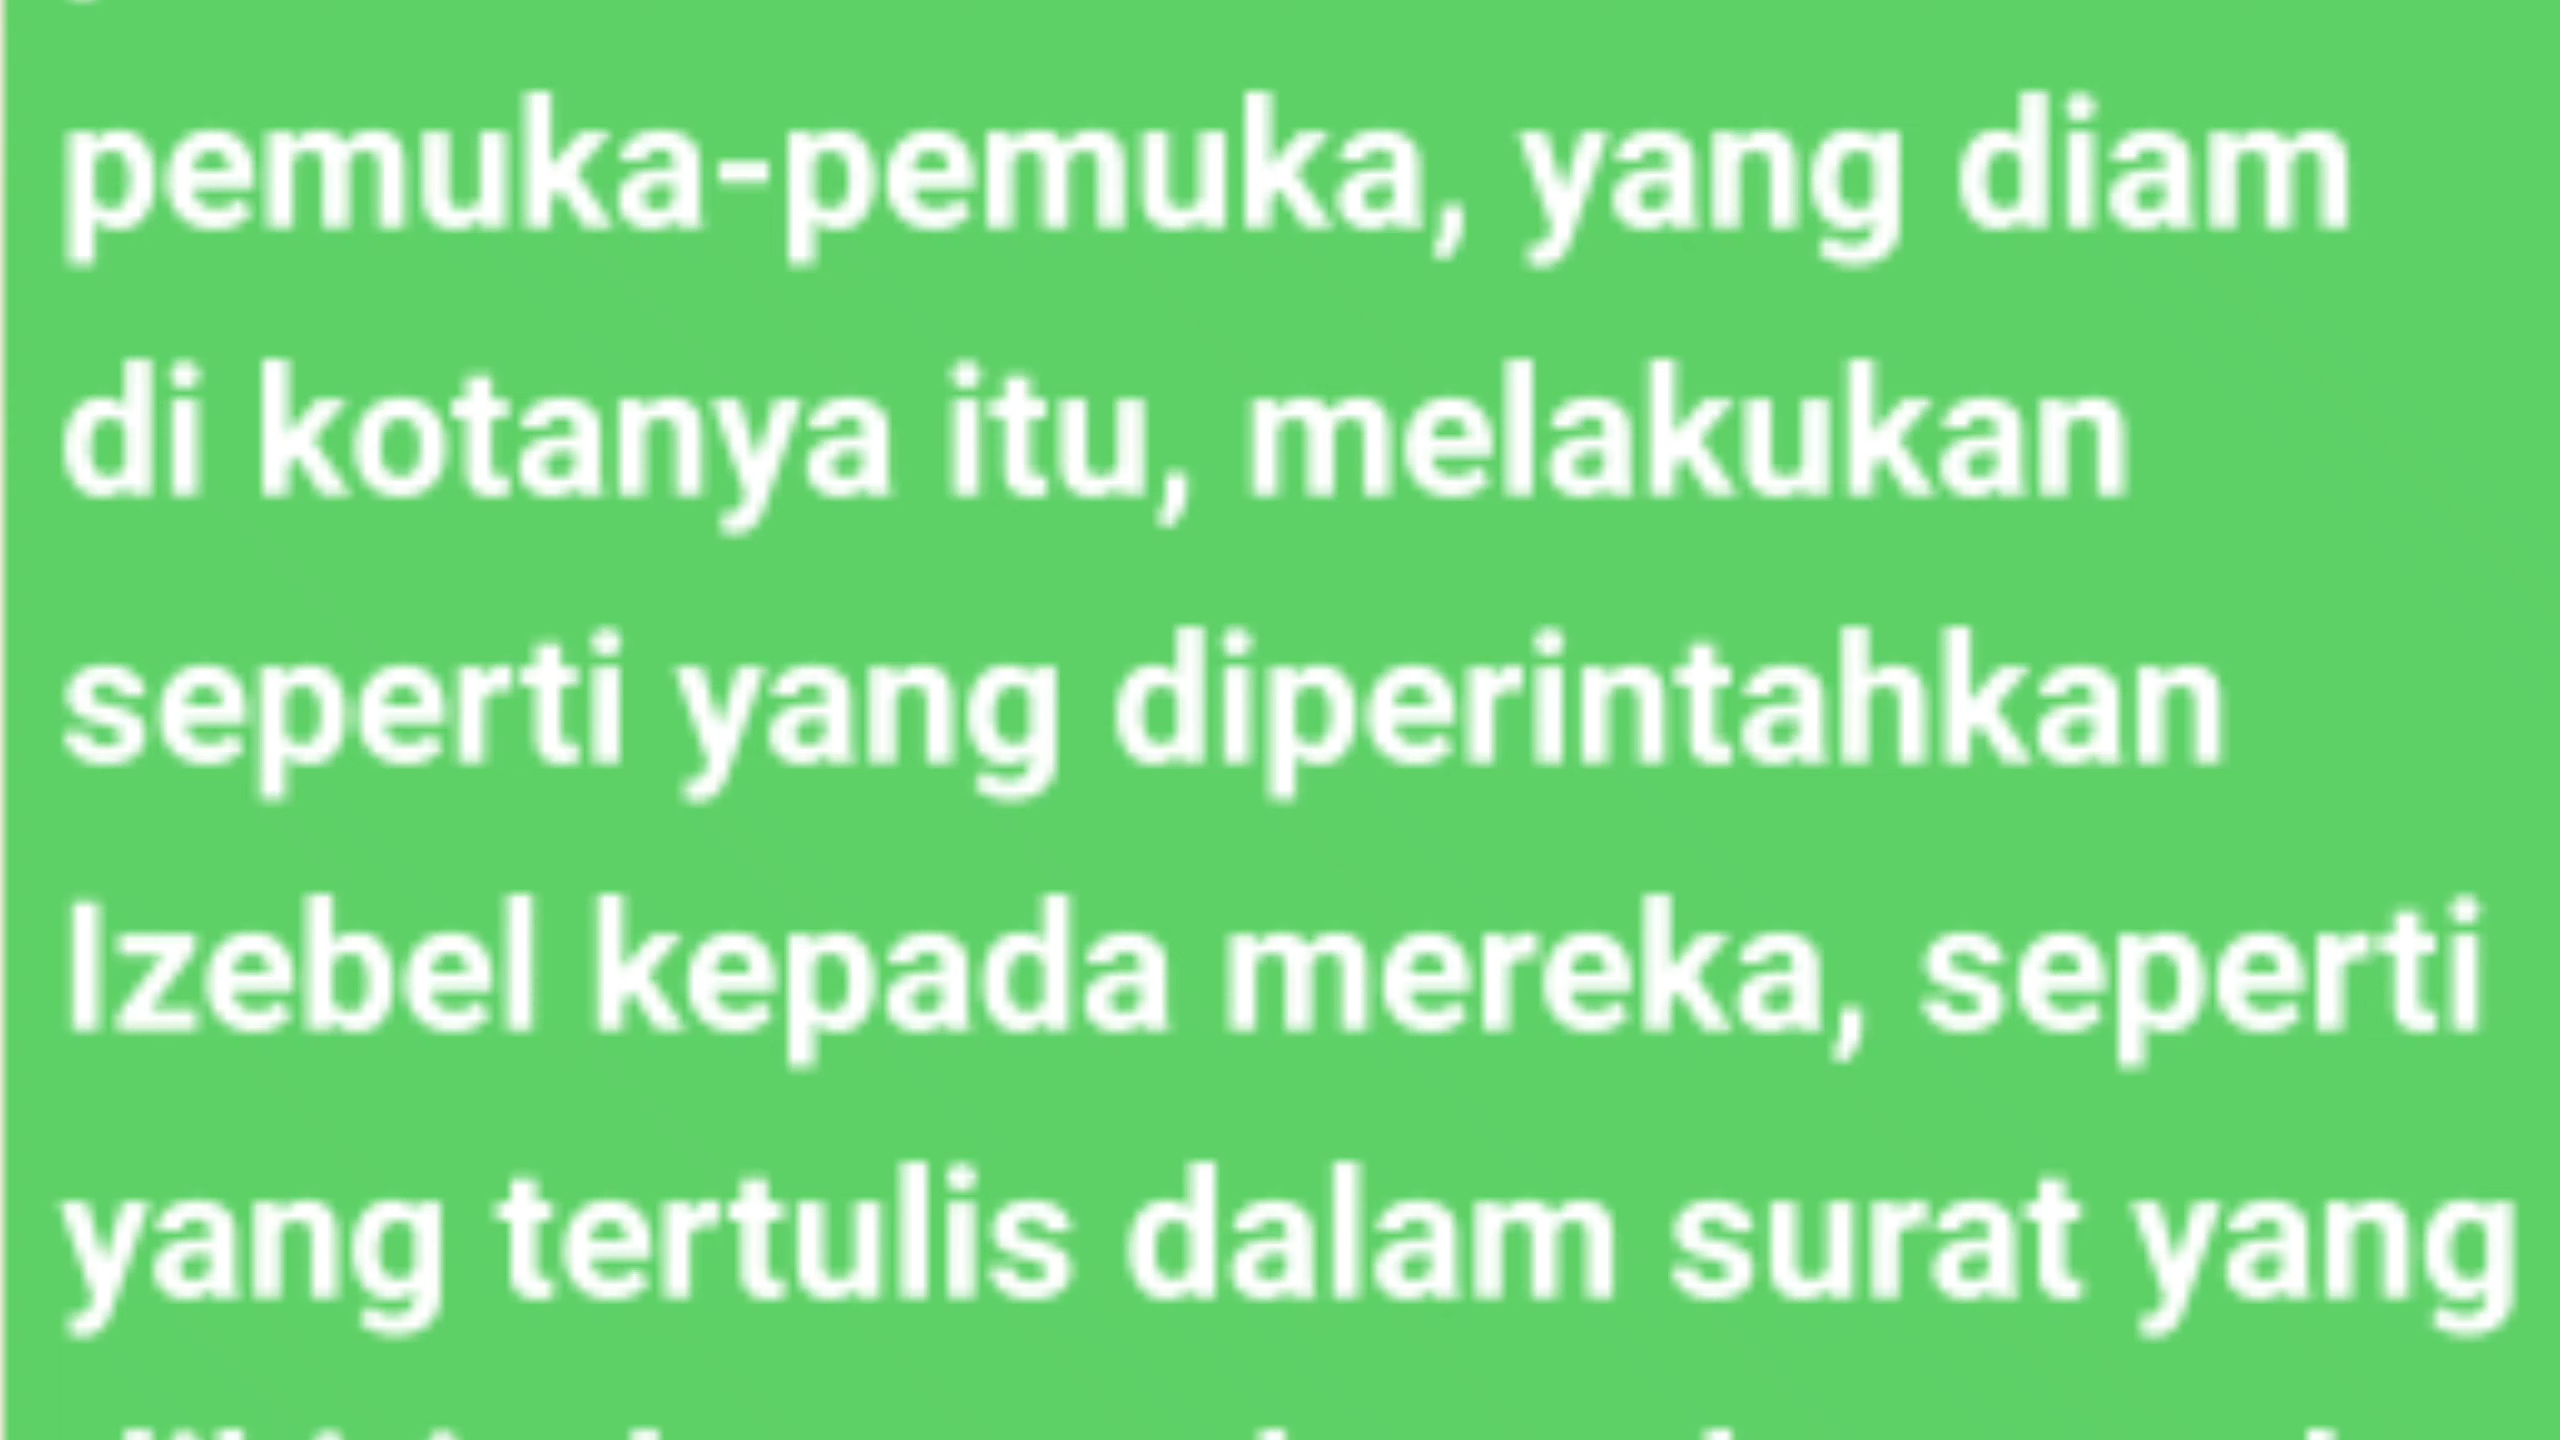 pemuka-pemuka, yang diam
di kotanya itu, melakukan
seperti yang diperintahkan
Izebel kepada mereka, seperti
yang tertulis dalam surat yang